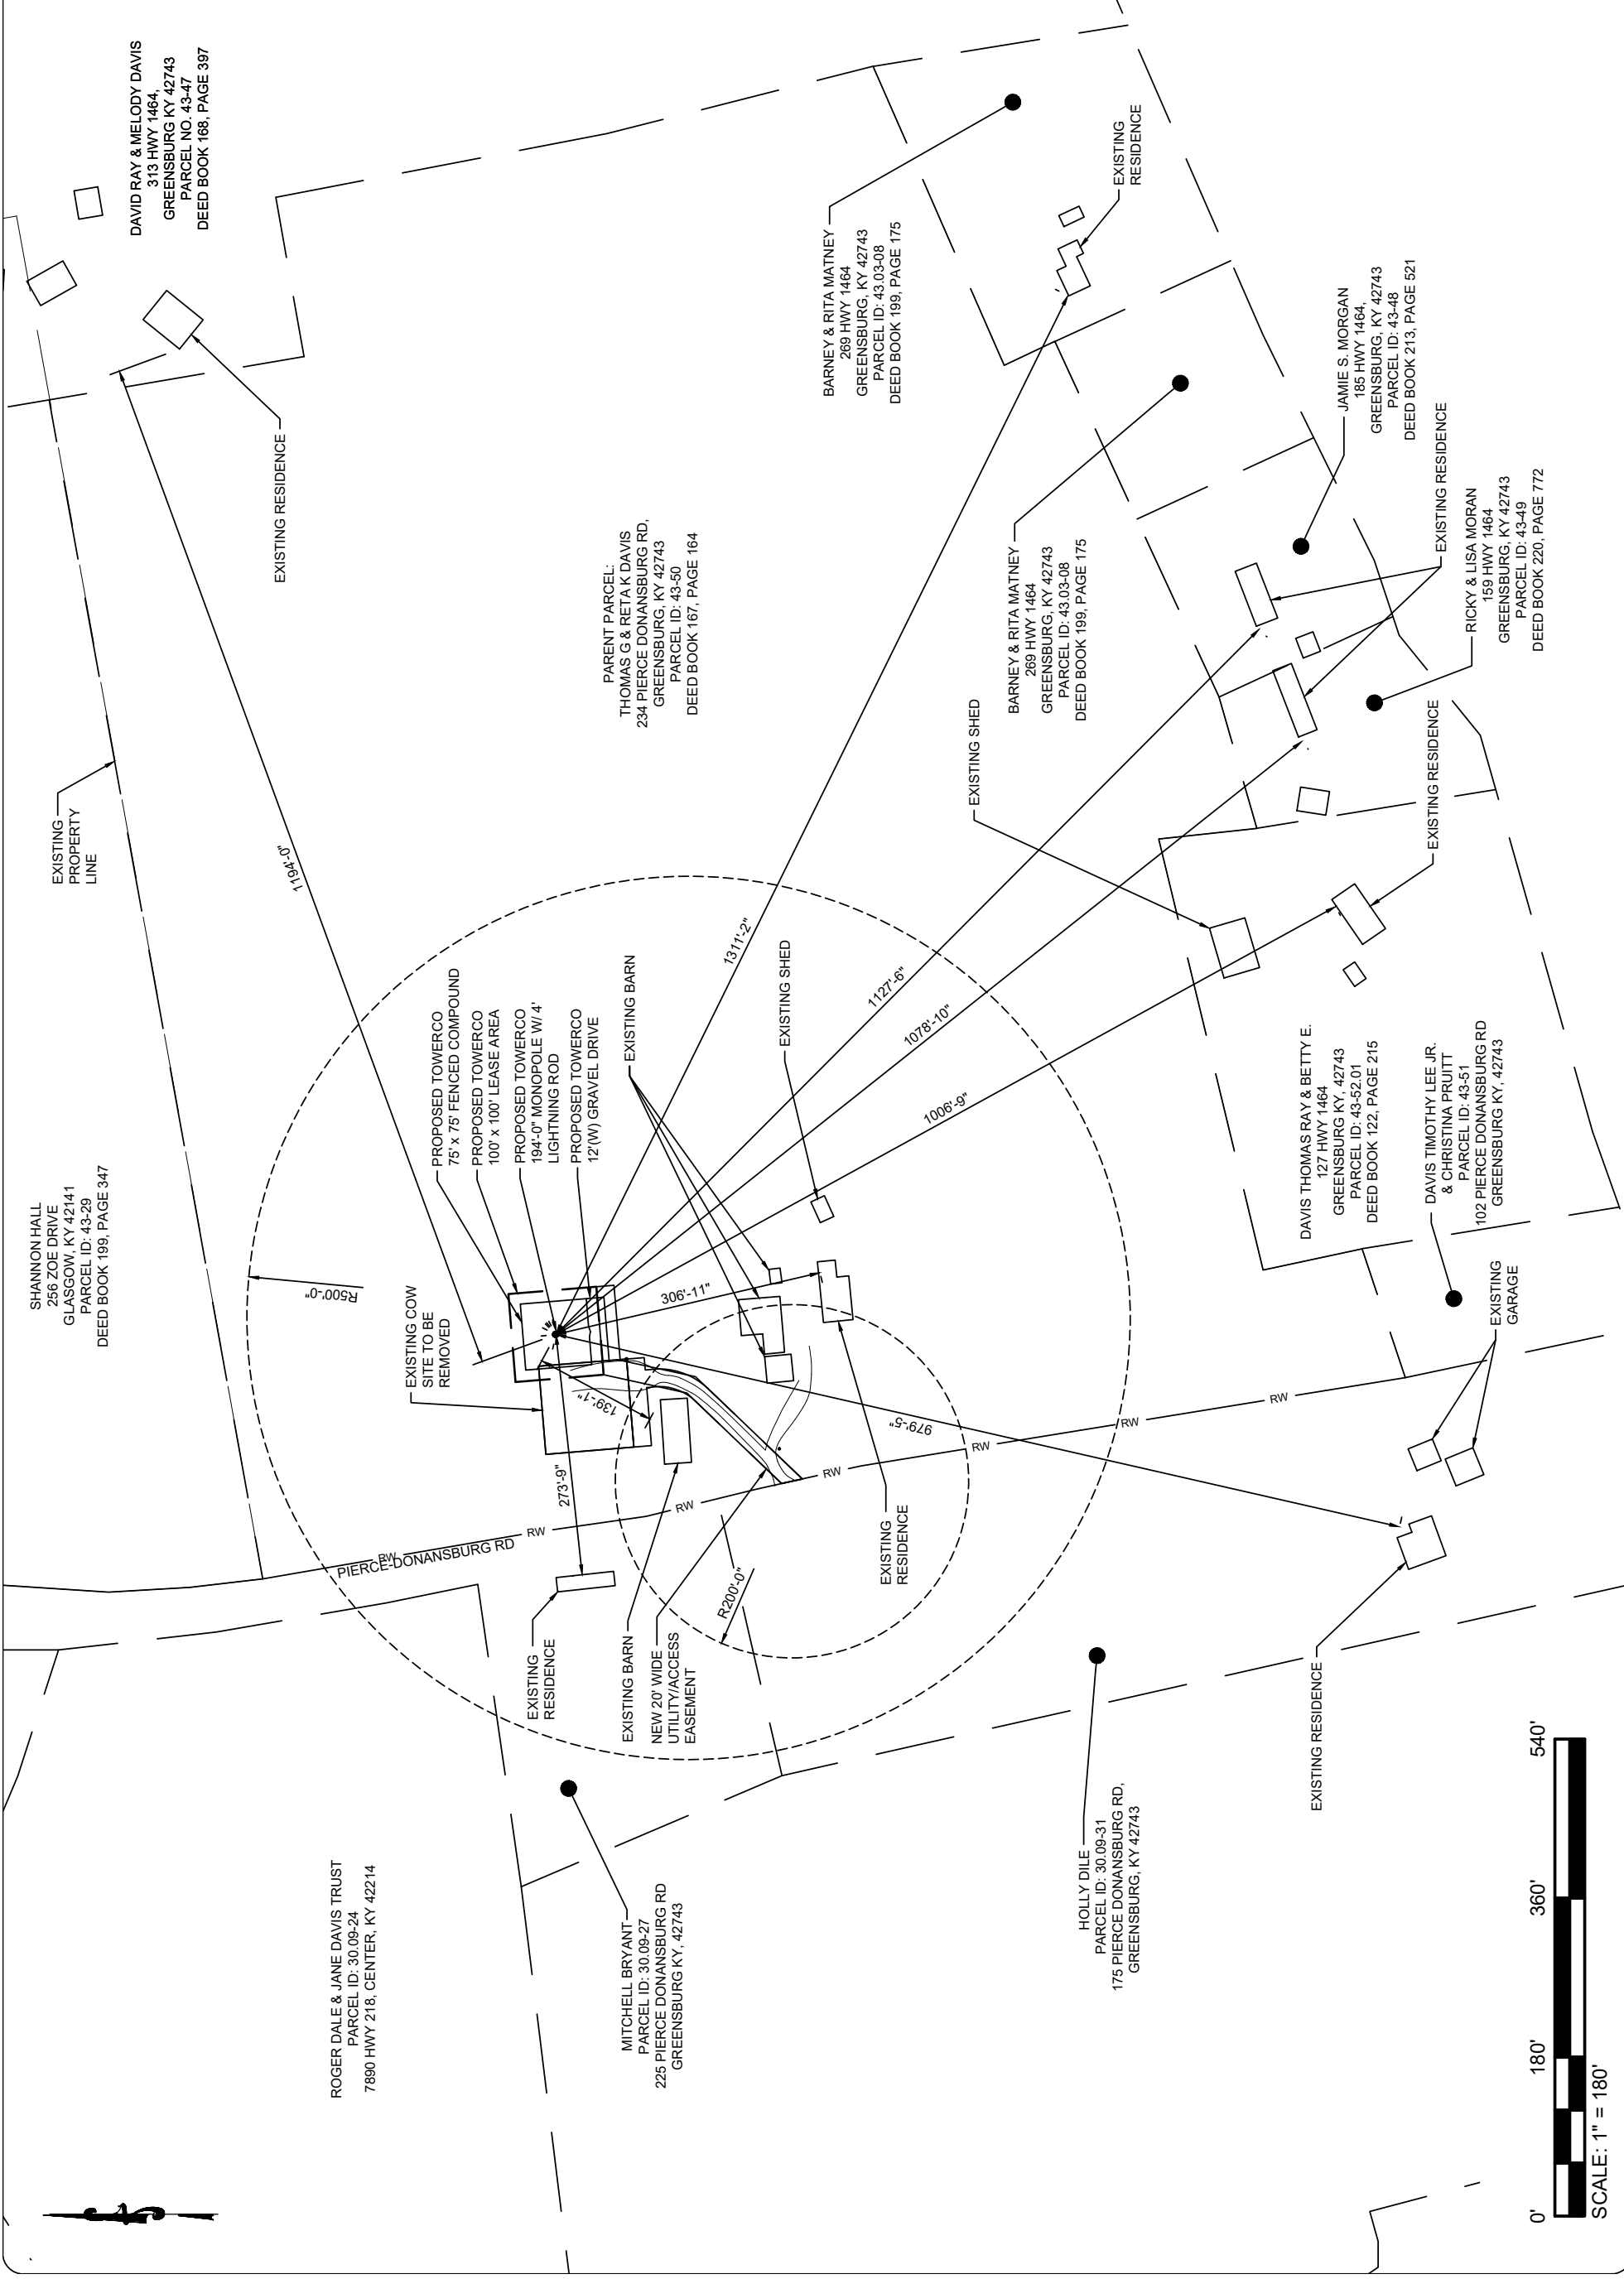 SHANNON HALL
256 ZOE DRIVE
GLASGOW, KY 42141
PARCEL ID: 43-29
DEED BOOK 199, PAGE 347
EXISTING
PROPERTY
LINE
DAVID RAY & MELODY DAVIS
313 HWY 1464,
GREENSBURG KY 42743
PARCEL NO. 43-47
DEED BOOK 168, PAGE 397
EXISTING RESIDENCE
1194'-0"
R500'-0"
ROGER DALE & JANE DAVIS TRUST
PARCEL ID: 30.09-24
7890 HWY 218, CENTER, KY 42214
PIERCE-DONANSBURG RD
RW
RW
RW
RW
RW
RW
RW
EXISTING COW
SITE TO BE
REMOVED
PROPOSED TOWERCO
75' x 75' FENCED COMPOUND
PROPOSED TOWERCO
100' x 100' LEASE AREA
PROPOSED TOWERCO
194'-0" MONOPOLE W/ 4'
LIGHTNING ROD
PROPOSED TOWERCO
12'(W) GRAVEL DRIVE
EXISTING BARN
EXISTING SHED
PARENT PARCEL:
THOMAS G & RETA K DAVIS
234 PIERCE DONANSBURG RD,
GREENSBURG, KY 42743
PARCEL ID: 43-50
DEED BOOK 167, PAGE 164
273'-9"
139'-1"
306'-11"
979'-5"
1311'-2"
1127'-6"
1078'-10"
1006'-9"
EXISTING
RESIDENCE
EXISTING BARN
NEW 20' WIDE
UTILITY/ACCESS
EASEMENT
R200'-0"
EXISTING
RESIDENCE
MITCHELL BRYANT
PARCEL ID: 30.09-27
225 PIERCE DONANSBURG RD
GREENSBURG KY, 42743
BARNEY & RITA MATNEY
269 HWY 1464
GREENSBURG, KY 42743
PARCEL ID: 43.03-08
DEED BOOK 199, PAGE 175
EXISTING
RESIDENCE
BARNEY & RITA MATNEY
269 HWY 1464
GREENSBURG, KY 42743
PARCEL ID: 43.03-08
DEED BOOK 199, PAGE 175
EXISTING SHED
JAMIE S. MORGAN
185 HWY 1464,
GREENSBURG, KY 42743
PARCEL ID: 43-48
DEED BOOK 213, PAGE 521
EXISTING RESIDENCE
RICKY & LISA MORAN
159 HWY 1464
GREENSBURG, KY 42743
PARCEL ID: 43-49
DEED BOOK 220, PAGE 772
EXISTING RESIDENCE
DAVIS THOMAS RAY & BETTY E.
127 HWY 1464
GREENSBURG KY, 42743
PARCEL ID: 43-52.01
DEED BOOK 122, PAGE 215
DAVIS TIMOTHY LEE JR.
& CHRISTINA PRUITT
PARCEL ID: 43-51
102 PIERCE DONANSBURG RD
GREENSBURG KY, 42743
EXISTING
GARAGE
HOLLY DILE
PARCEL ID: 30.09-31
175 PIERCE DONANSBURG RD,
GREENSBURG, KY 42743
EXISTING RESIDENCE
0' 180' 360' 540'
SCALE: 1" = 180'